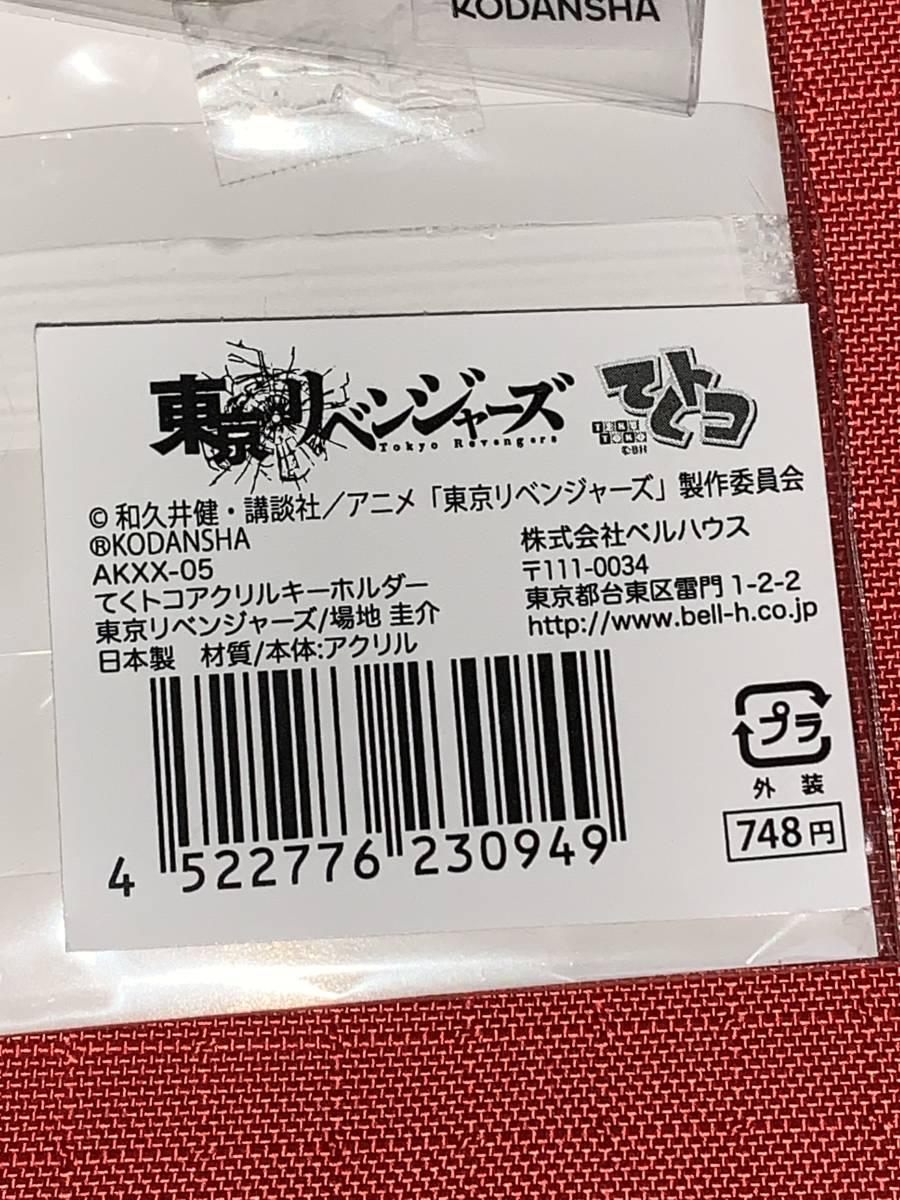 KODANSHA
東京リベンジャーズ
Tokyo Revengers
てくトコ
TEKU
TOKO
©BH
©和久井健・講談社／アニメ「東京リベンジャーズ」製作委員会
®KODANSHA
AKXX-05
てくトコアクリルキーホルダー
東京リベンジャーズ/場地 圭介
日本製 材質/本体:アクリル
株式会社ベルハウス
〒111-0034
東京都台東区雷門1-2-2
http://www.bell-h.co.jp
プラ
外装
748円
4 522776 230949